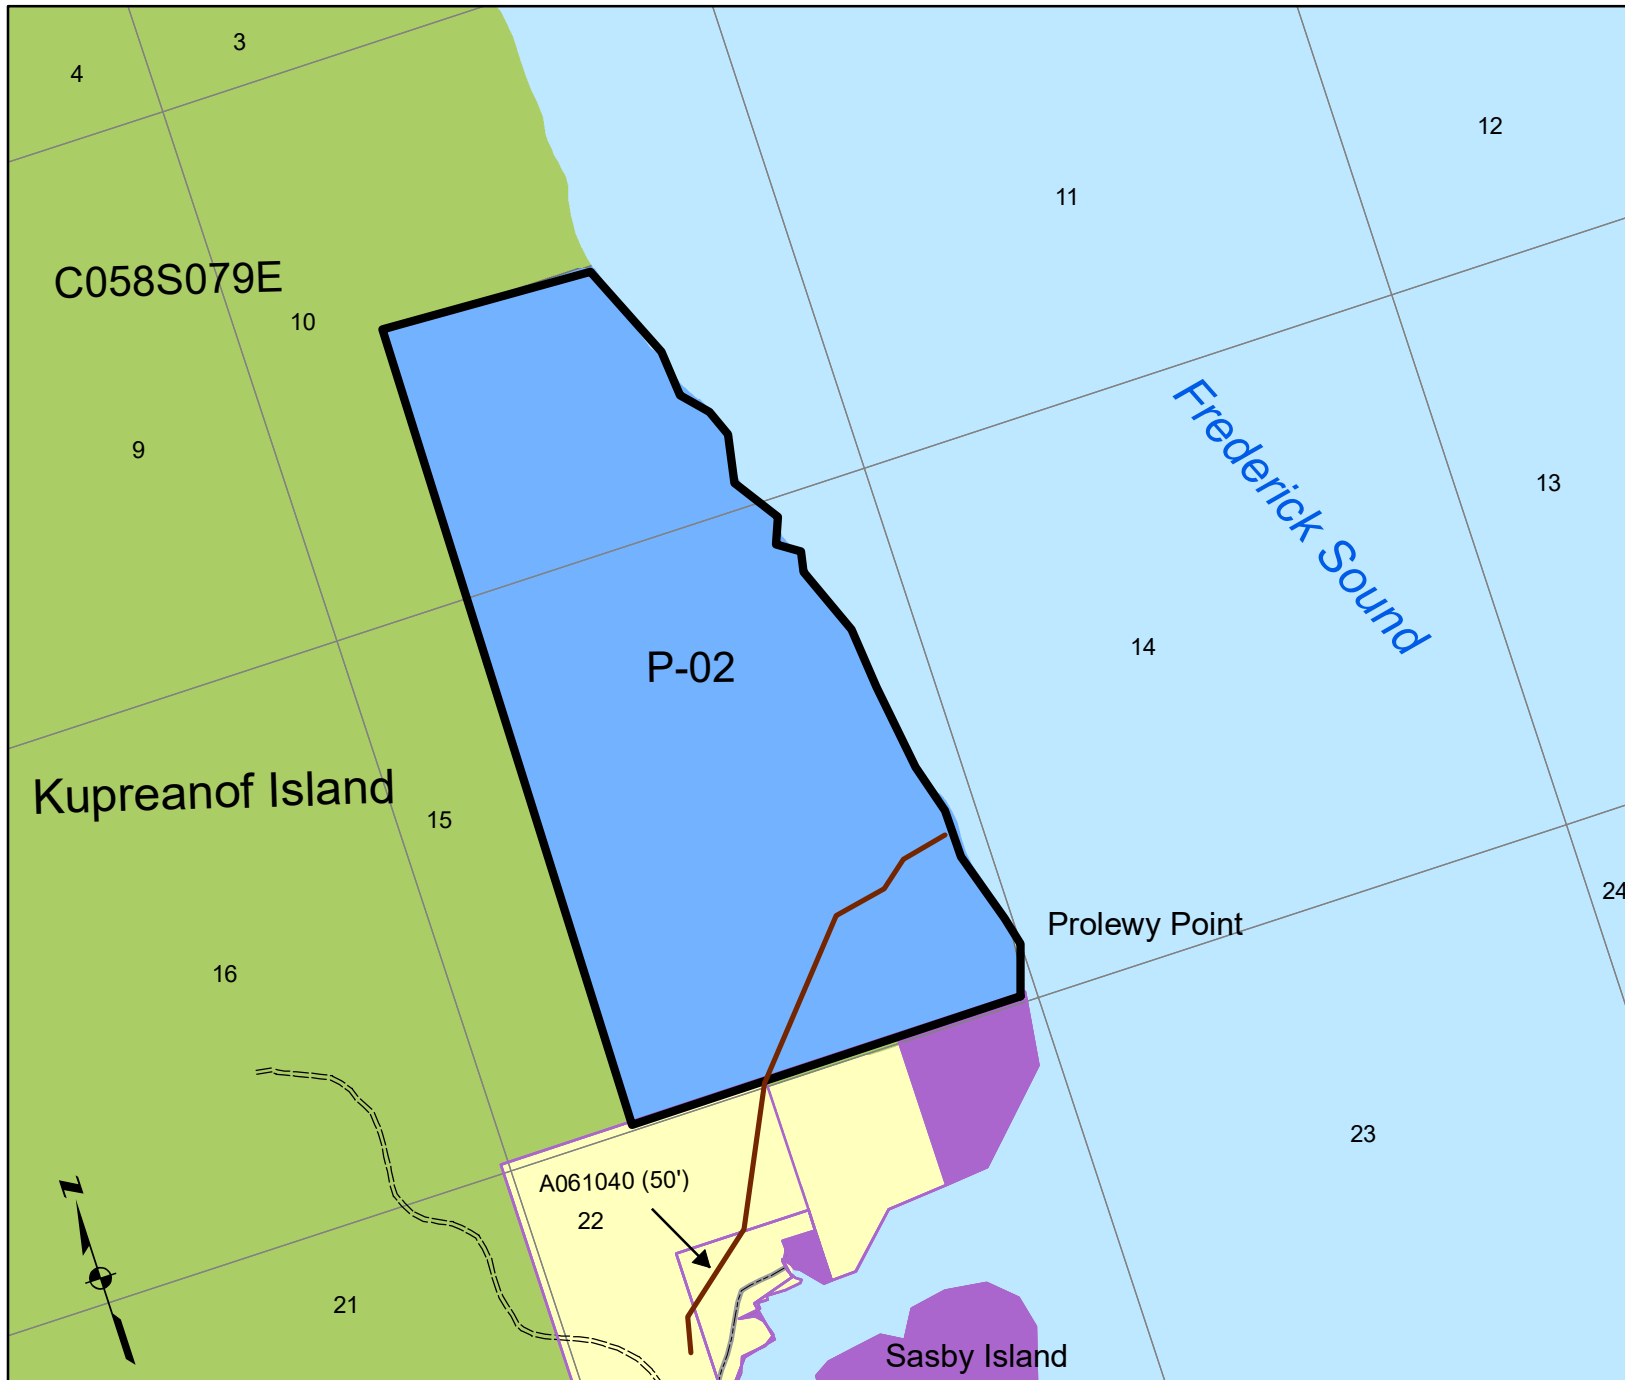 3
4
12
11
C058S079E
10
Frederick Sound
9
13
14
P-02
Kupreanof Island
15
24
Prolewy Point
16
23
A061040 (50')
22
N
21
Sasby Island